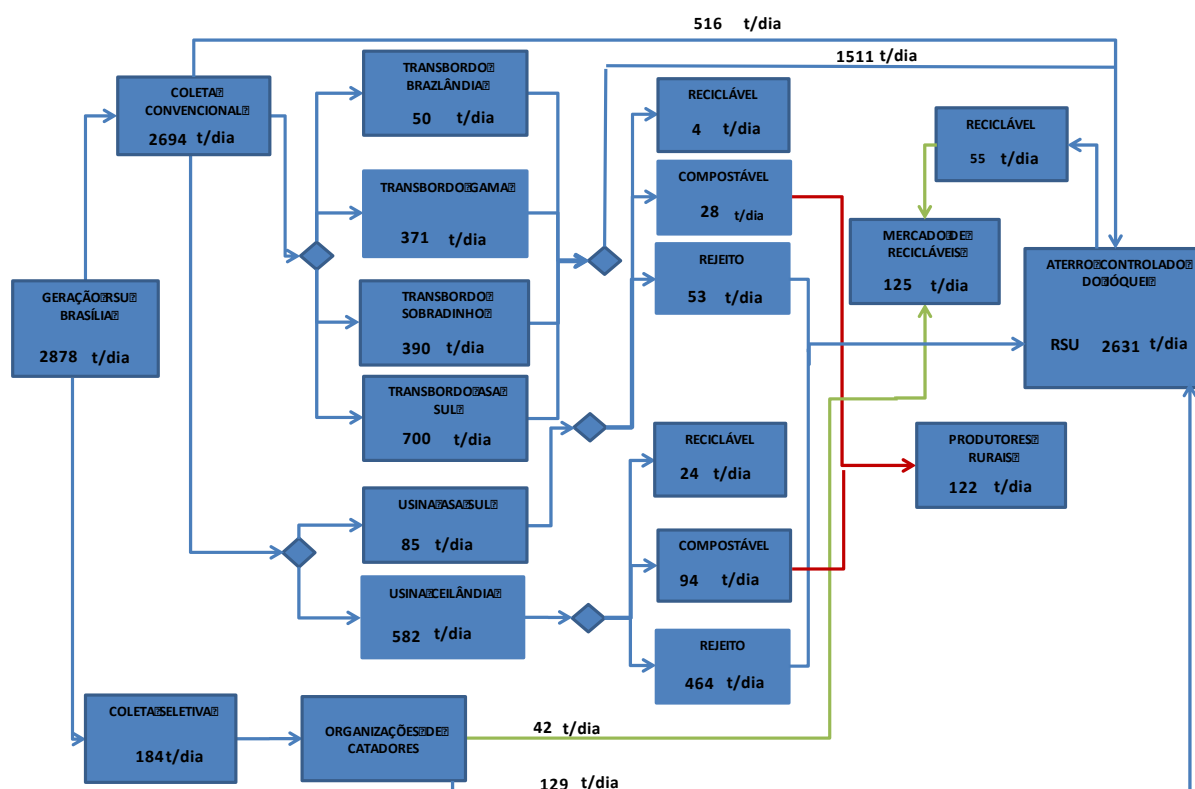 516 t/dia
1511 t/dia
COLETA
CONVENCIONAL
2694 t/dia
TRANSBORDO
BRAZLÂNDIA
50 t/dia
RECICLÁVEL
4 t/dia
RECICLÁVEL
55 t/dia
TRANSBORDO GAMA
371 t/dia
COMPOSTÁVEL
28 t/dia
MERCADO DE
RECICLÁVEIS
125 t/dia
REJEITO
53 t/dia
ATERRO CONTROLADO
DO JÓQUEI
RSU 2631 t/dia
GERAÇÃO RSU
BRASÍLIA
2878 t/dia
TRANSBORDO
SOBRADINHO
390 t/dia
TRANSBORDO ASA
SUL
700 t/dia
RECICLÁVEL
24 t/dia
PRODUTORES
RURAIS
122 t/dia
USINA ASA SUL
85 t/dia
COMPOSTÁVEL
94 t/dia
USINA CEILÂNDIA
582 t/dia
REJEITO
464 t/dia
COLETA SELETIVA
184 t/dia
ORGANIZAÇÕES DE
CATADORES
42 t/dia
129 t/dia